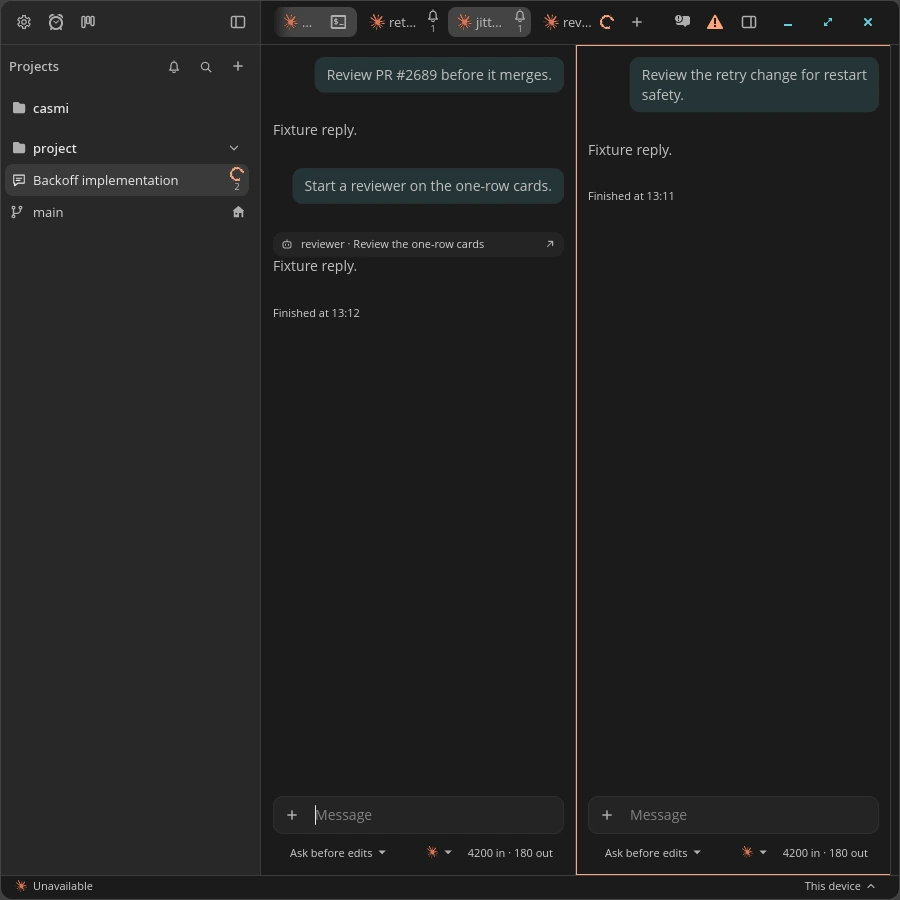 ...
ret...
1
jitt...
1
rev...
Projects
casmi
project
Backoff implementation
2
main
Review PR #2689 before it merges.
Fixture reply.
Start a reviewer on the one-row cards.
reviewer · Review the one-row cards
Fixture reply.
Finished at 13:12
Message
Ask before edits
4200 in · 180 out
Review the retry change for restart
safety.
Fixture reply.
Finished at 13:11
Message
Ask before edits
4200 in · 180 out
Unavailable
This device